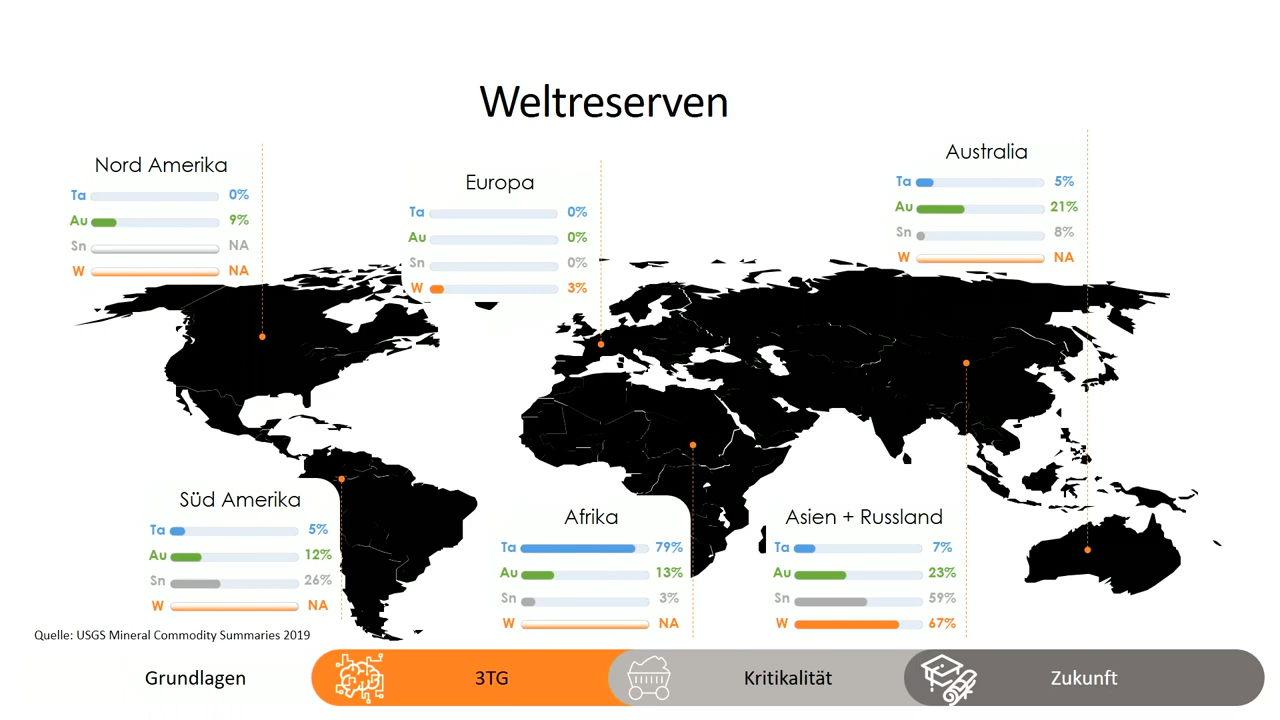 Weltreserven
Nord Amerika
Ta 0%
Au 9%
Sn NA
W NA
Europa
Ta 0%
Au 0%
Sn 0%
W 3%
Australia
Ta 5%
Au 21%
Sn 8%
W NA
Süd Amerika
Ta 5%
Au 12%
Sn 26%
W NA
Afrika
Ta 79%
Au 13%
Sn 3%
W NA
Asien + Russland
Ta 7%
Au 23%
Sn 59%
W 67%
Quelle: USGS Mineral Commodity Summaries 2019
Grundlagen
3TG
Kritikalität
Zukunft